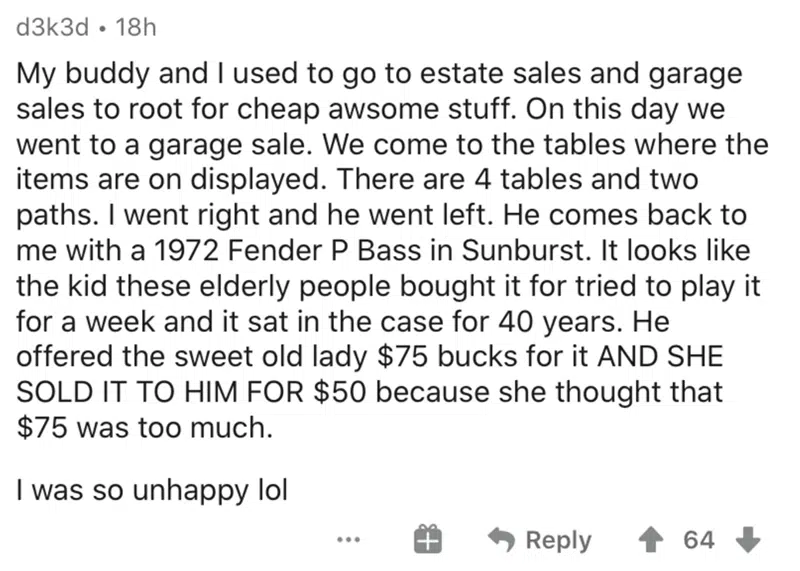 d3k3d • 18h
My buddy and I used to go to estate sales and garage
sales to root for cheap awsome stuff. On this day we
went to a garage sale. We come to the tables where the
items are on displayed. There are 4 tables and two
paths. I went right and he went left. He comes back to
me with a 1972 Fender P Bass in Sunburst. It looks like
the kid these elderly people bought it for tried to play it
for a week and it sat in the case for 40 years. He
offered the sweet old lady $75 bucks for it AND SHE
SOLD IT TO HIM FOR $50 because she thought that
$75 was too much.
I was so unhappy lol
... Reply 64